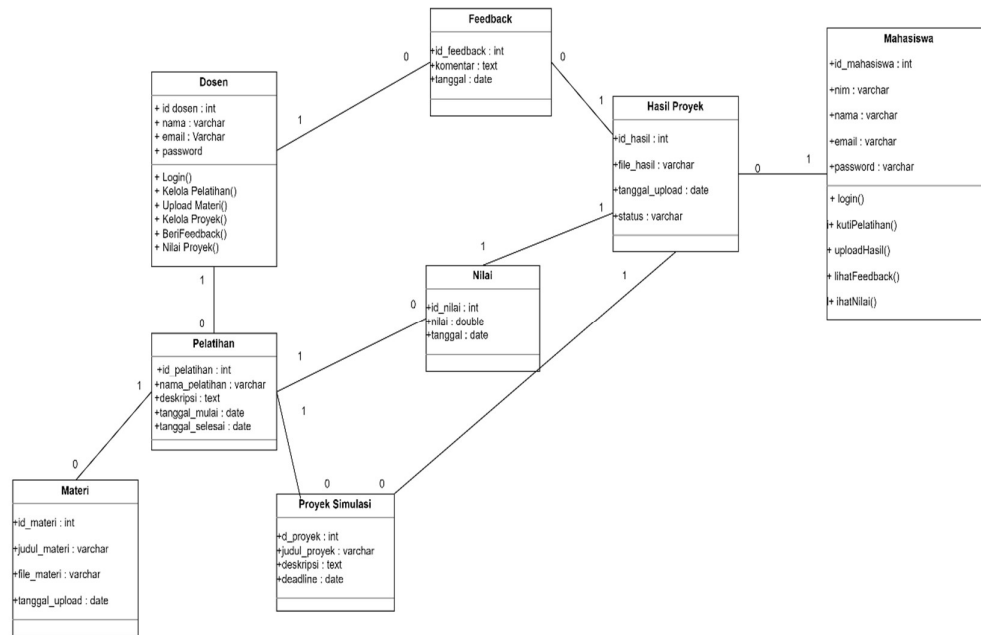 Feedback
+id_feedback : int
+komentar : text
+tanggal : date
Mahasiswa
+id_mahasiswa : int
+nim : varchar
+nama : varchar
+email : varchar
+password : varchar
+ login()
+ kutiPelatihan()
+ uploadHasil()
+ lihatFeedback()
+ ihatNilai()
Dosen
+ id dosen : int
+ nama : varchar
+ email : Varchar
+ password
+ Login()
+ Kelola Pelatihan()
+ Upload Materi()
+ Kelola Proyek()
+ BeriFeedback()
+ Nilai Proyek()
Hasil Proyek
+id_hasil : int
+file_hasil : varchar
+tanggal_upload : date
+status : varchar
0
1
0
1
0
1
1
1
1
0
Nilai
+id_nilai : int
+nilai : double
+tanggal : date
0
1
1
Pelatihan
+id_pelatihan : int
+nama_pelatihan : varchar
+deskripsi : text
+tanggal_mulai : date
+tanggal_selesai : date
1
0
0
0
1
Materi
+id_materi : int
+judul_materi : varchar
+file_materi : varchar
+tanggal_upload : date
Proyek Simulasi
+d_proyek : int
+judul_proyek : varchar
+deskripsi : text
+deadline : date